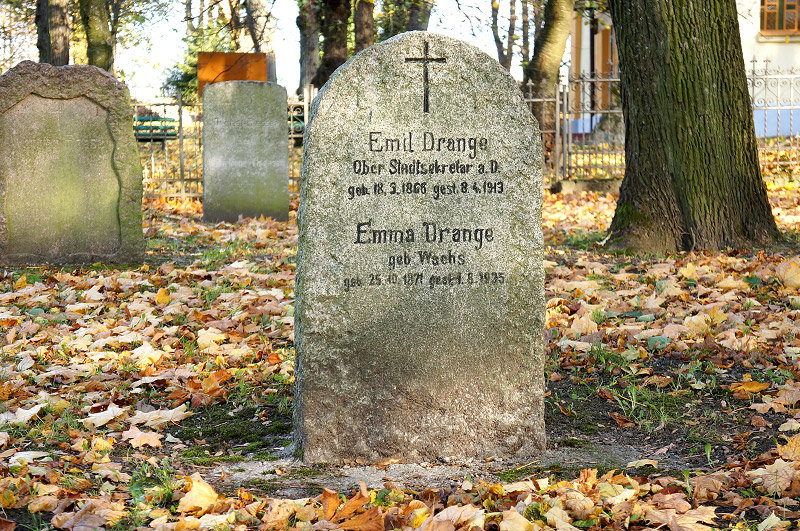 Emil Drange
Ober Stadtsekretar a. D.
geb. 18. 3. 1866 gest. 8. 4. 1913
Emma Drange
geb. Wachs
geb. 25. 10. 1871 gest. 1. 6. 1935